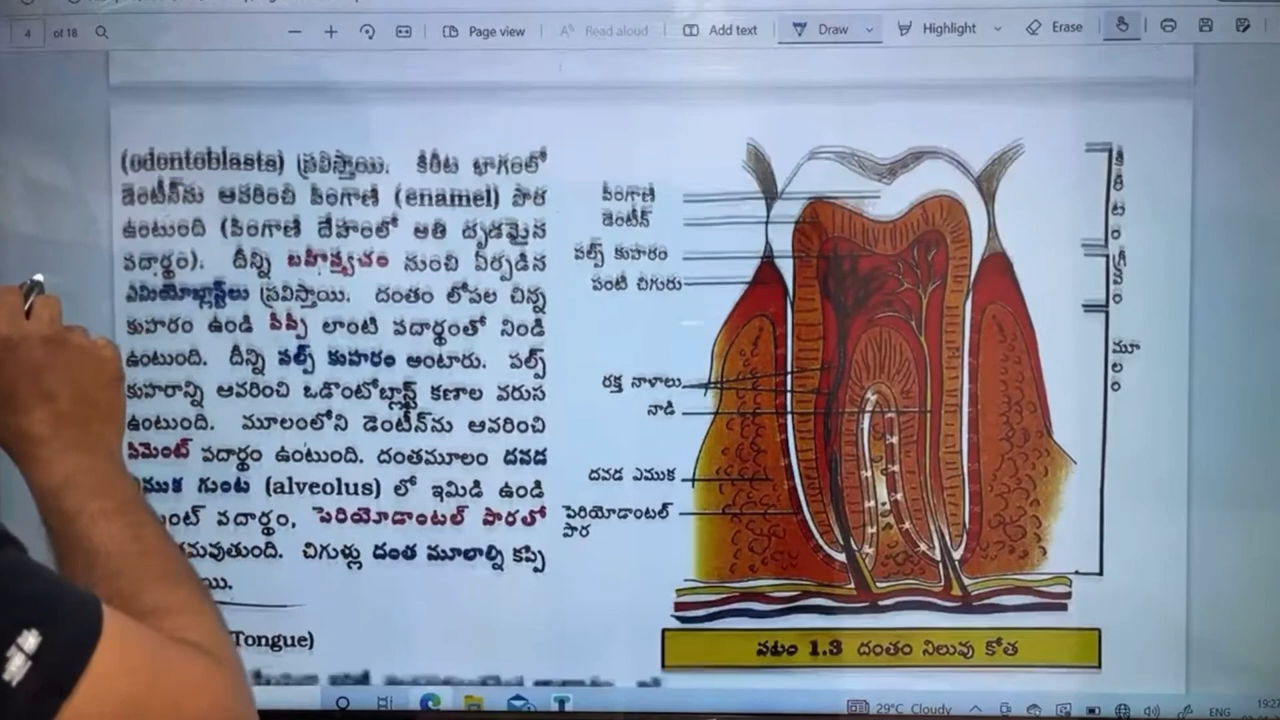 4 of 18 Page view Read aloud Add text Draw Highlight Erase
(odontoblasts) స్రవిస్తాయి. కిరీట భాగంలో
డెంటీన్‌ను ఆవరించి పింగాణి (enamel) పొర
ఉంటుంది (పింగాణి దేహంలో అతి దృఢమైన
పదార్థం). దీన్ని బహిస్త్వచం నుంచి ఏర్పడిన
ఎమియోబ్లాస్ట్‌లు స్రవిస్తాయి. దంతం లోపల చిన్న
కుహరం ఉండి పిప్పి లాంటి పదార్థంతో నిండి
ఉంటుంది. దీన్ని పల్ప్ కుహరం అంటారు. పల్ప్
కుహరాన్ని ఆవరించి ఒడొంటోబ్లాస్ట్ కణాల వరుస
ఉంటుంది. మూలంలోని డెంటీన్‌ను ఆవరించి
సిమెంట్ పదార్థం ఉంటుంది. దంతమూలం దవడ
గుంట (alveolus) లో ఇమిడి ఉండి
పదార్థం, పెరియోడాంటల్ పొరతో
చిగుళ్లు దంత మూలాల్ని కప్పి
Tongue)
పింగాణి
డెంటీన్
పల్ప్ కుహరం
పంటి చిగురు
రక్త నాళాలు
నాడి
దవడ ఎముక
పెరియోడాంటల్
పొర
కిరీటం
గ్రీవం
మూలం
పటం 1.3 దంతం నిలువు కోత
29°C Cloudy ENG 19:2